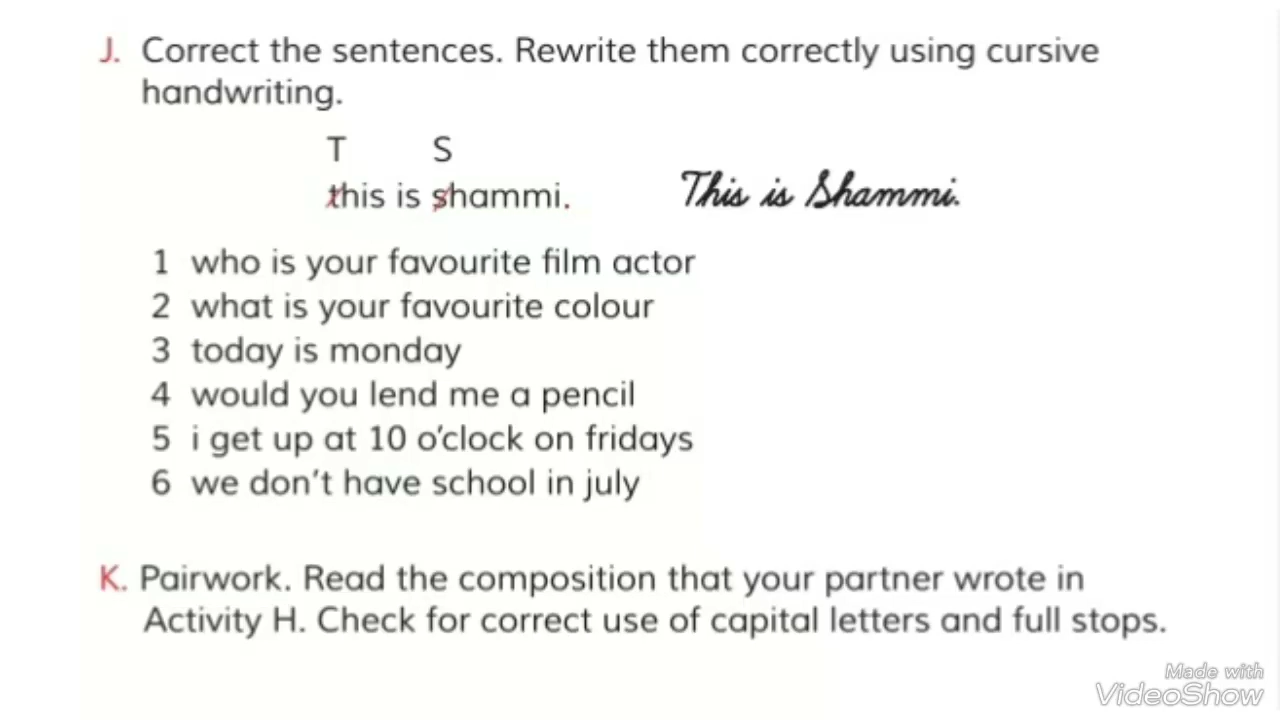 J. Correct the sentences. Rewrite them correctly using cursive
handwriting.
T S
this is shammi. This is Shammi.
1 who is your favourite film actor
2 what is your favourite colour
3 today is monday
4 would you lend me a pencil
5 i get up at 10 o'clock on fridays
6 we don't have school in july
K. Pairwork. Read the composition that your partner wrote in
Activity H. Check for correct use of capital letters and full stops.
Made with
VideoShow